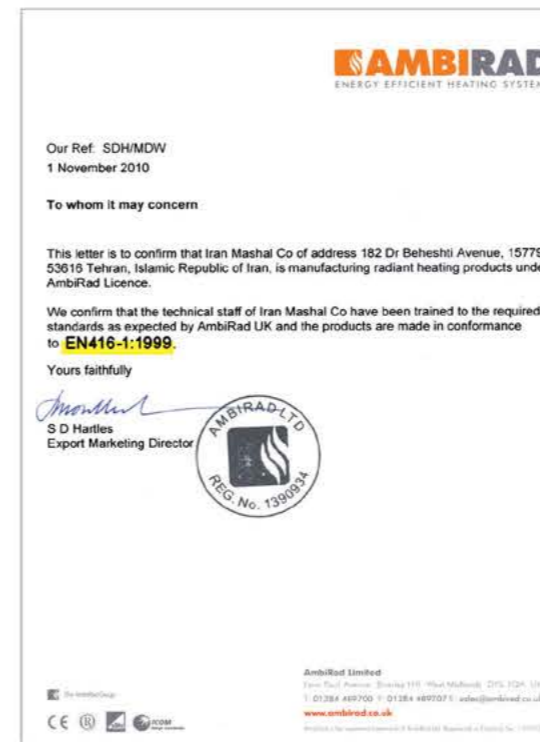 AMBIRAD
ENERGY EFFICIENT HEATING SYSTEM
Our Ref: SDH/MDW
1 November 2010
To whom it may concern
This letter is to confirm that Iran Mashal Co of address 182 Dr Beheshti Avenue, 15779
53616 Tehran, Islamic Republic of Iran, is manufacturing radiant heating products unde
AmbiRad Licence.
We confirm that the technical staff of Iran Mashal Co have been trained to the required
standards as expected by AmbiRad UK and the products are made in conformance
to EN416-1:1999.
Yours faithfully
S D Hartles
Export Marketing Director
AMBIRAD LTD
REG. No. 1390934
AmbiRad Limited
www.ambirad.co.uk
CE
ICOM